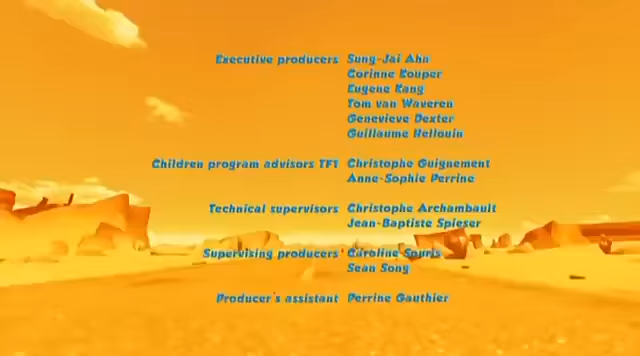 Executive producers Sung-Jai Ahn
Corinne Kouper
Eugene Kang
Tom van Waveren
Genevieve Dexter
Guillaume Hellouin
Children program advisors TF1 Christophe Guignement
Anne-Sophie Perrine
Technical supervisors Christophe Archambault
Jean-Baptiste Spieser
Supervising producers Caroline Souris
Sean Song
Producer's assistant Perrine Gauthier